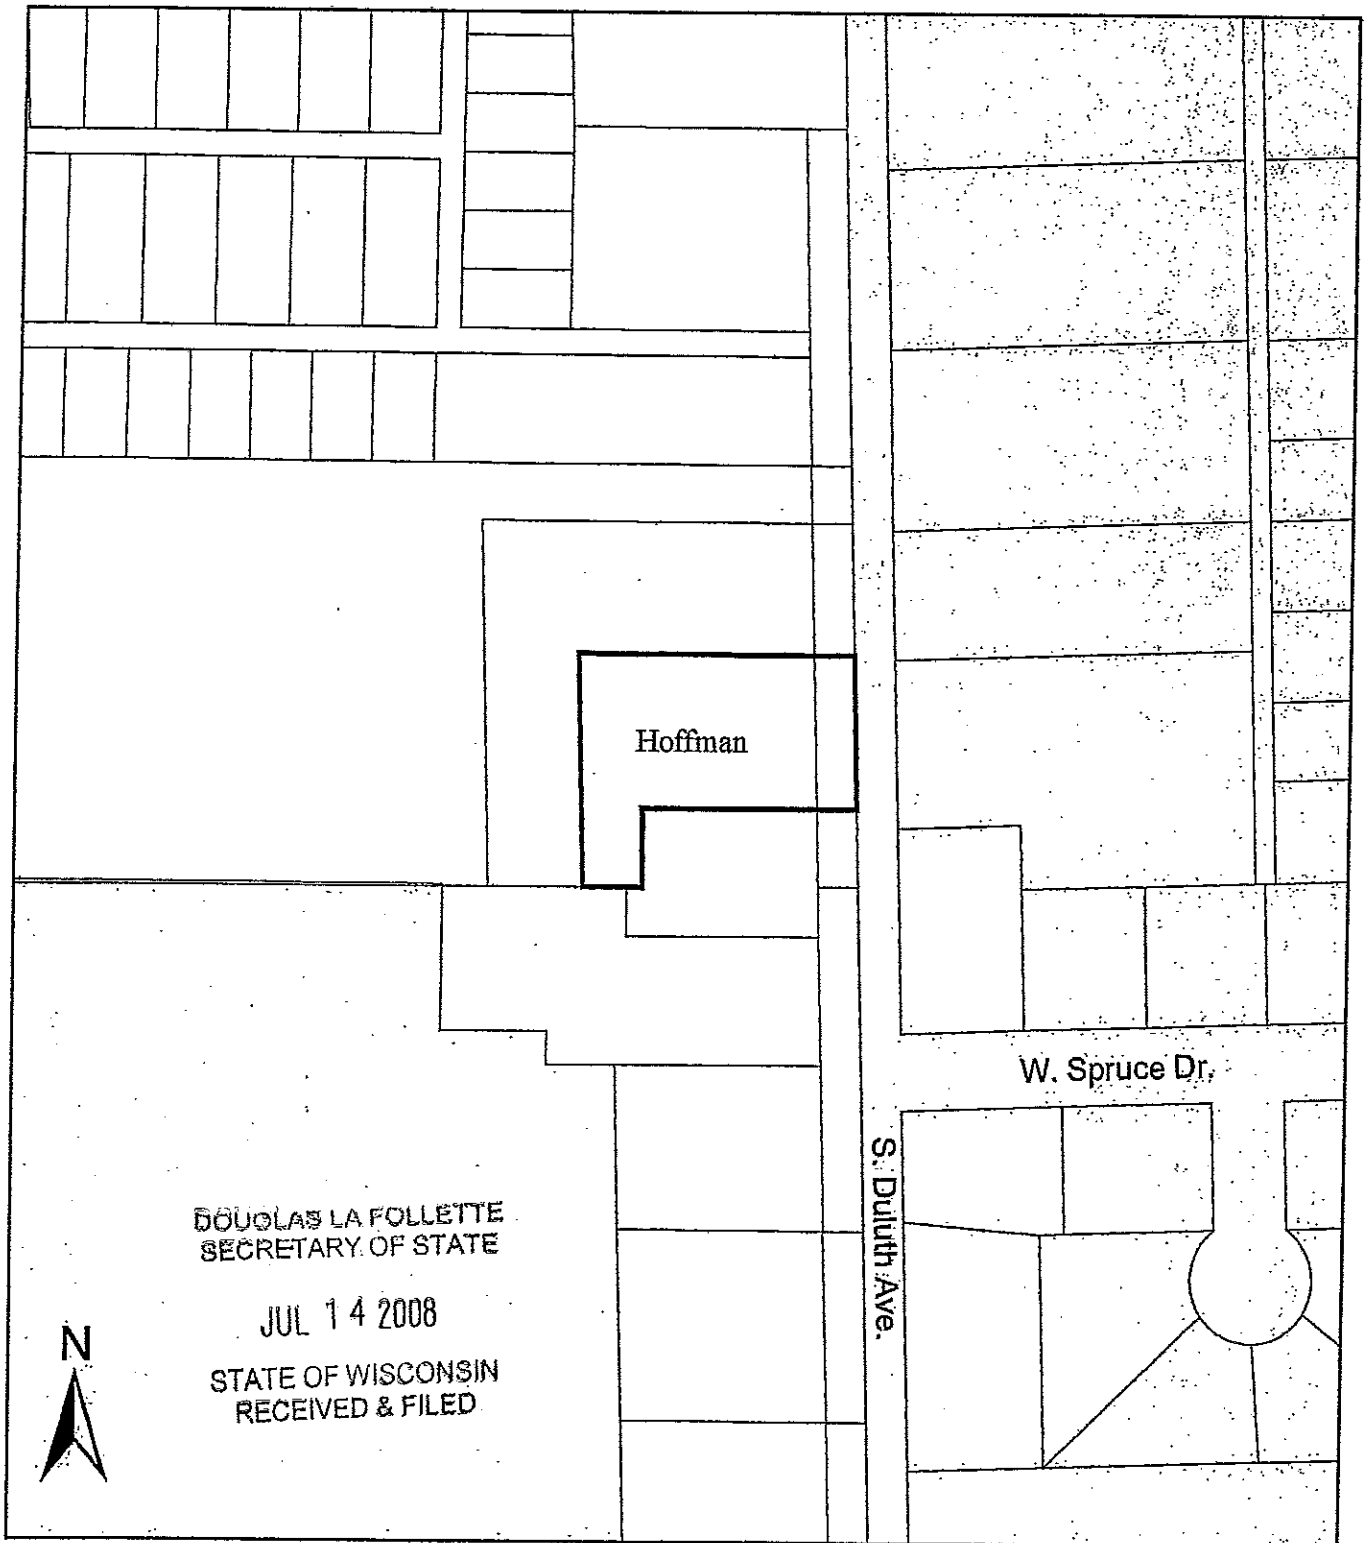 Hoffman
W. Spruce Dr.
S. Duluth Ave.
DOUGLAS LA FOLLETTE
SECRETARY OF STATE
JUL 14 2008
STATE OF WISCONSIN
RECEIVED & FILED
N